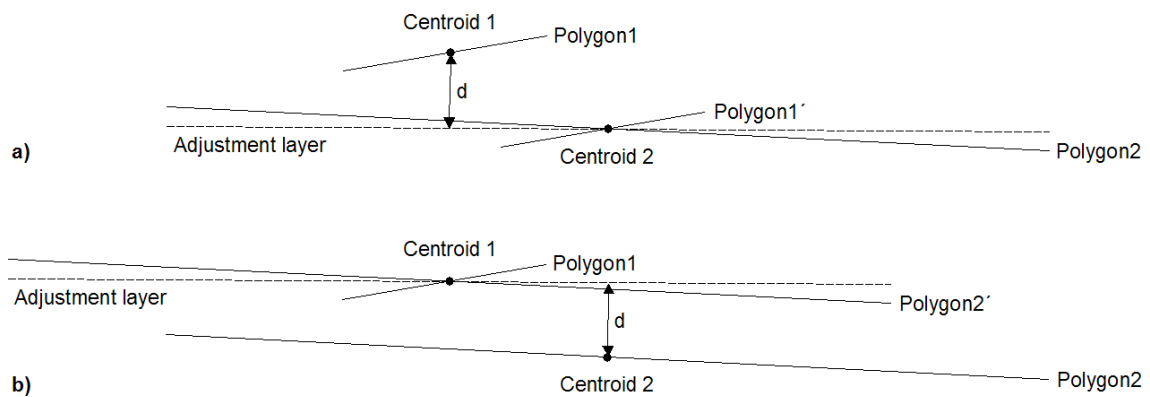 Centroid 1
Polygon1
d
Polygon1´
Adjustment layer
a)
Centroid 2
Polygon2
Centroid 1
Polygon1
Adjustment layer
Polygon2´
d
Polygon2
b)
Centroid 2